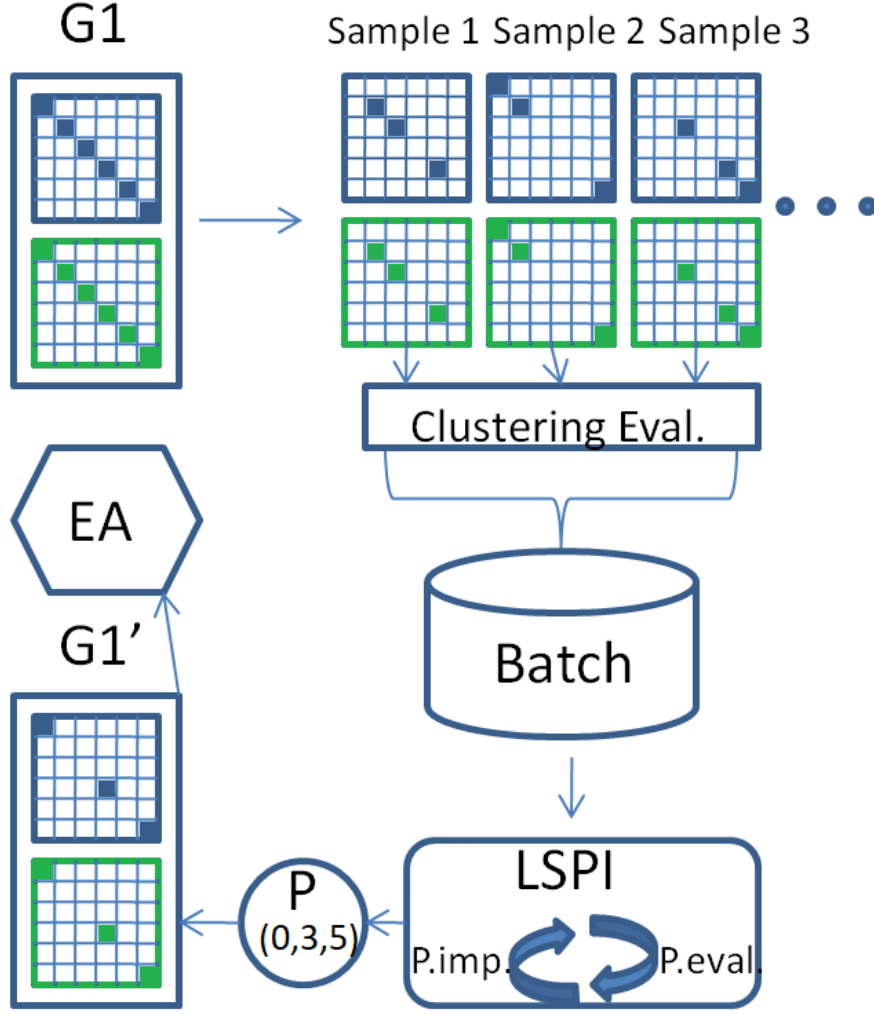 G1
Sample 1 Sample 2 Sample 3
Clustering Eval.
EA
Batch
G1’
LSPI
P.imp. P.eval.
P
(0,3,5)